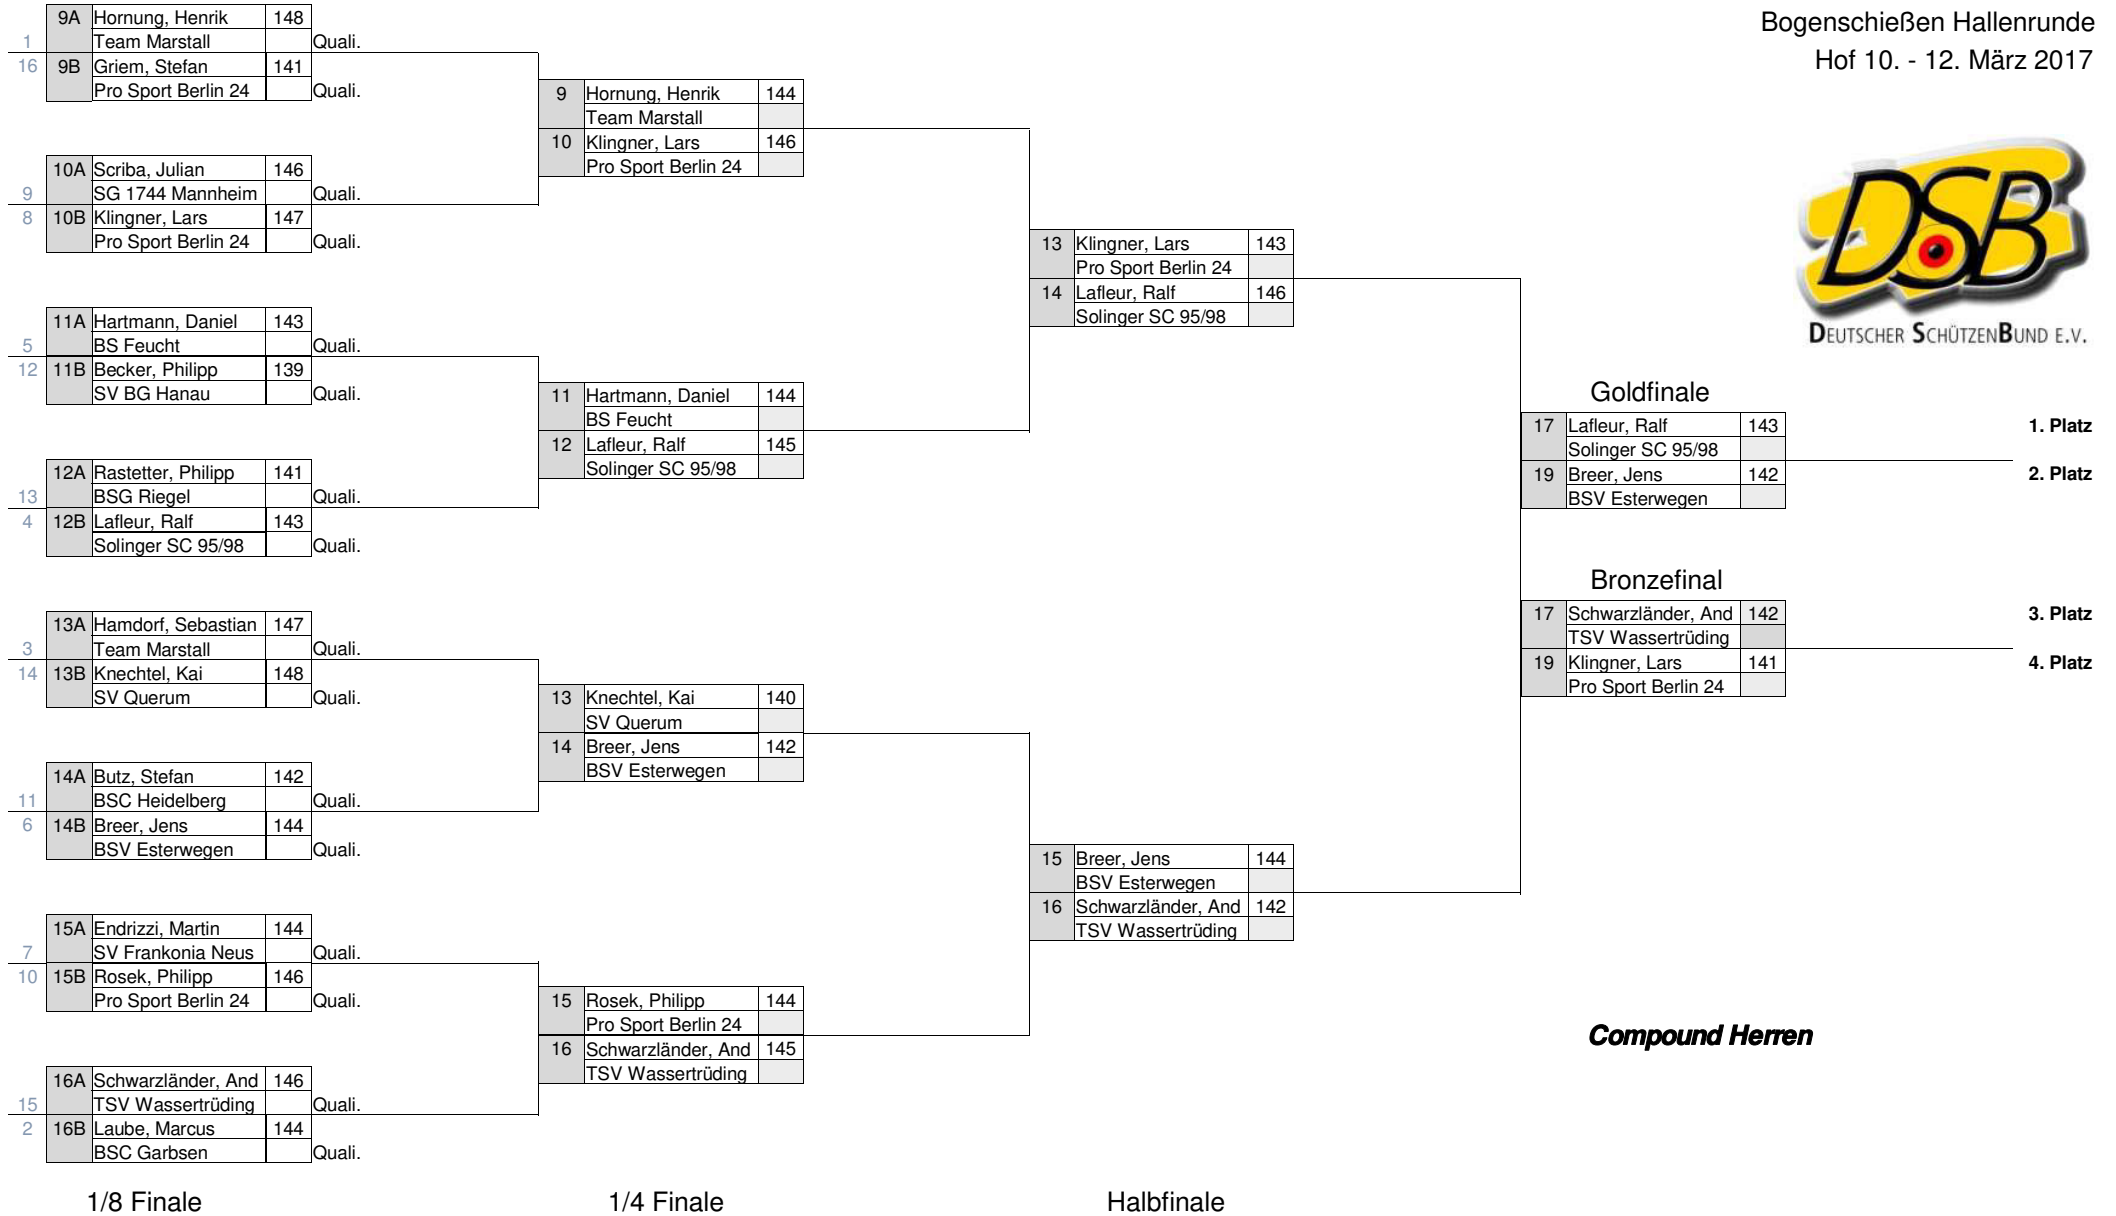 Bogenschießen Hallenrunde
Hof 10. - 12. März 2017
DSB
DEUTSCHER SCHÜTZENBUND E.V.
9A Hornung, Henrik 148
1 Team Marstall Quali.
16 9B Griem, Stefan 141
Pro Sport Berlin 24 Quali.
10A Scriba, Julian 146
9 SG 1744 Mannheim Quali.
8 10B Klingner, Lars 147
Pro Sport Berlin 24 Quali.
11A Hartmann, Daniel 143
5 BS Feucht Quali.
12 11B Becker, Philipp 139
SV BG Hanau Quali.
12A Rastetter, Philipp 141
13 BSG Riegel Quali.
4 12B Lafleur, Ralf 143
Solinger SC 95/98 Quali.
13A Hamdorf, Sebastian 147
3 Team Marstall Quali.
14 13B Knechtel, Kai 148
SV Querum Quali.
14A Butz, Stefan 142
11 BSC Heidelberg Quali.
6 14B Breer, Jens 144
BSV Esterwegen Quali.
15A Endrizzi, Martin 144
7 SV Frankonia Neus Quali.
10 15B Rosek, Philipp 146
Pro Sport Berlin 24 Quali.
16A Schwarzländer, And 146
15 TSV Wassertrüding Quali.
2 16B Laube, Marcus 144
BSC Garbsen Quali.
1/8 Finale
9 Hornung, Henrik 144
Team Marstall
10 Klingner, Lars 146
Pro Sport Berlin 24
11 Hartmann, Daniel 144
BS Feucht
12 Lafleur, Ralf 145
Solinger SC 95/98
13 Knechtel, Kai 140
SV Querum
14 Breer, Jens 142
BSV Esterwegen
15 Rosek, Philipp 144
Pro Sport Berlin 24
16 Schwarzländer, And 145
TSV Wassertrüding
1/4 Finale
13 Klingner, Lars 143
Pro Sport Berlin 24
14 Lafleur, Ralf 146
Solinger SC 95/98
15 Breer, Jens 144
BSV Esterwegen
16 Schwarzländer, And 142
TSV Wassertrüding
Halbfinale
Goldfinale
17 Lafleur, Ralf 143 1. Platz
Solinger SC 95/98
19 Breer, Jens 142 2. Platz
BSV Esterwegen
Bronzefinal
17 Schwarzländer, And 142 3. Platz
TSV Wassertrüding
19 Klingner, Lars 141 4. Platz
Pro Sport Berlin 24
Compound Herren